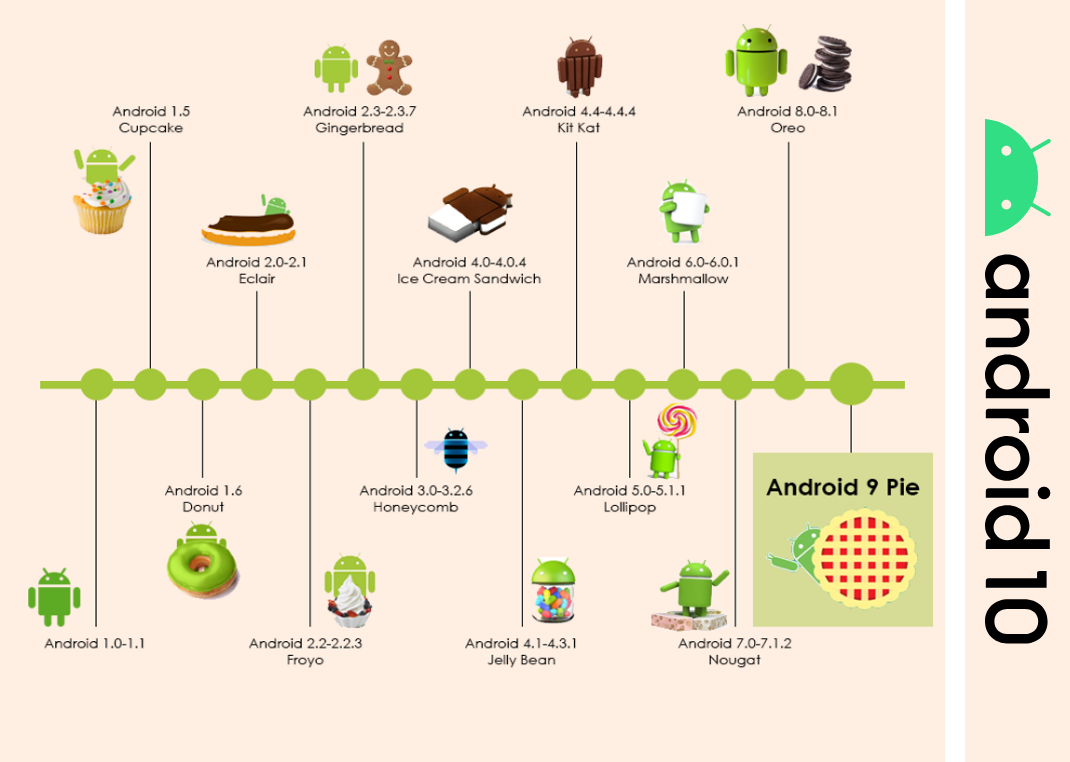 Android 1.0-1.1
Android 1.5
Cupcake
Android 1.6
Donut
Android 2.0-2.1
Eclair
Android 2.2-2.2.3
Froyo
Android 2.3-2.3.7
Gingerbread
Android 3.0-3.2.6
Honeycomb
Android 4.0-4.0.4
Ice Cream Sandwich
Android 4.1-4.3.1
Jelly Bean
Android 4.4-4.4.4
Kit Kat
Android 5.0-5.1.1
Lollipop
Android 6.0-6.0.1
Marshmallow
Android 7.0-7.1.2
Nougat
Android 8.0-8.1
Oreo
Android 9 Pie
android 10